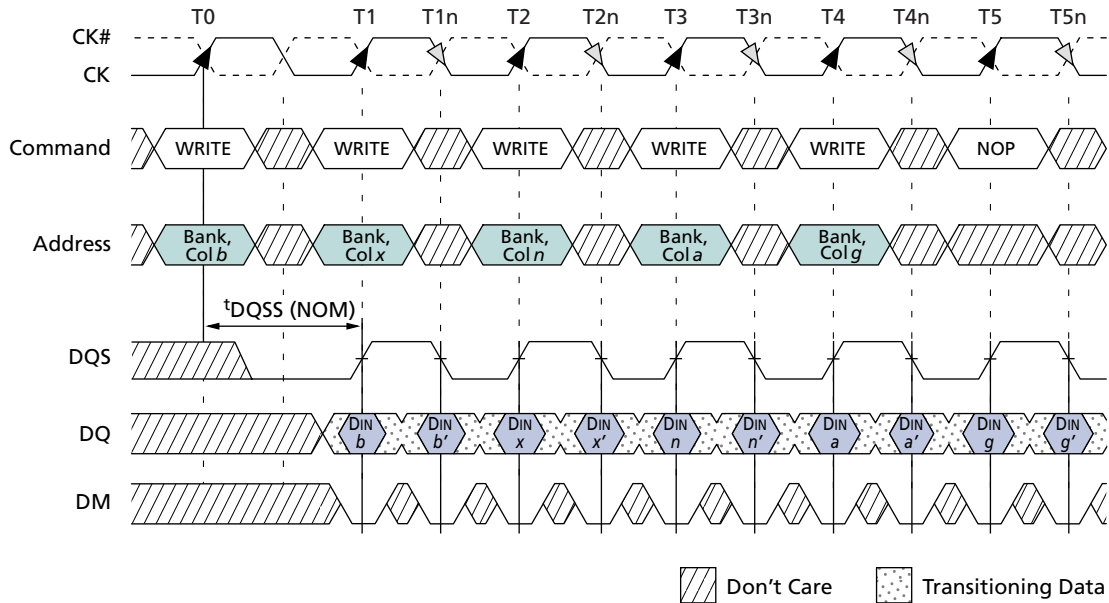 T0 T1 T1n T2 T2n T3 T3n T4 T4n T5 T5n
CK#
CK
Command WRITE WRITE WRITE WRITE WRITE NOP
Address Bank, Bank, Bank, Bank, Bank,
Col b Col x Col n Col a Col g
tDQSS (NOM)
DQS
DQ DIN DIN DIN DIN DIN DIN DIN DIN DIN DIN
b b' x x' n n' a a' g g'
DM
Don't Care Transitioning Data